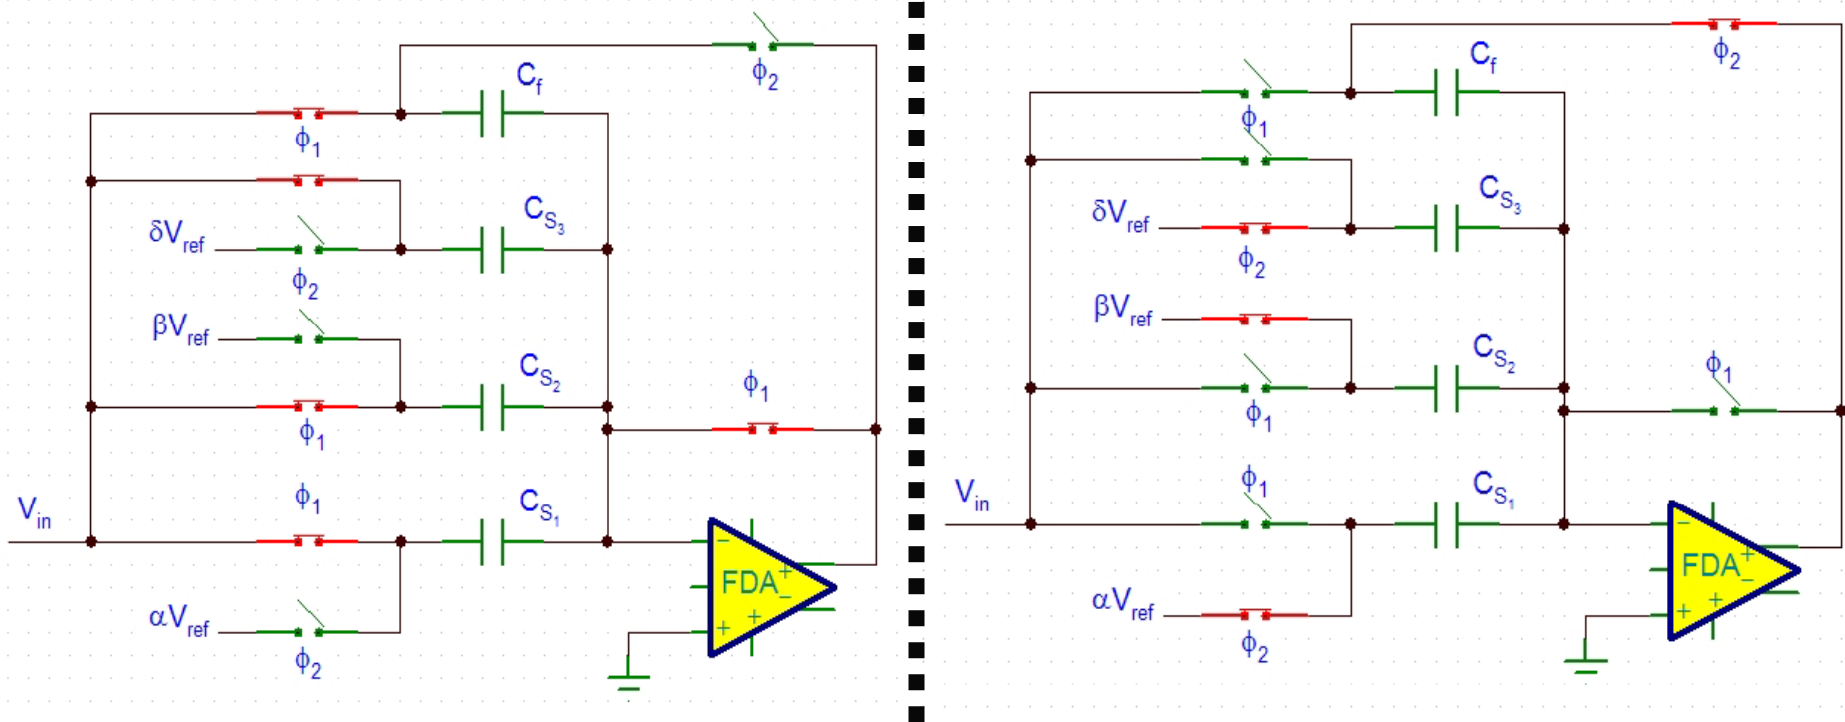 ϕ2
Cf
ϕ1
CS3
δVref
ϕ2
βVref
CS2
ϕ1
ϕ1
CS1
ϕ1
Vin
− FDA + − + +
αVref
ϕ2
ϕ2
Cf
ϕ1
CS3
δVref
ϕ2
βVref
CS2
ϕ1
ϕ1
CS1
ϕ1
Vin
− FDA + − + +
αVref
ϕ2